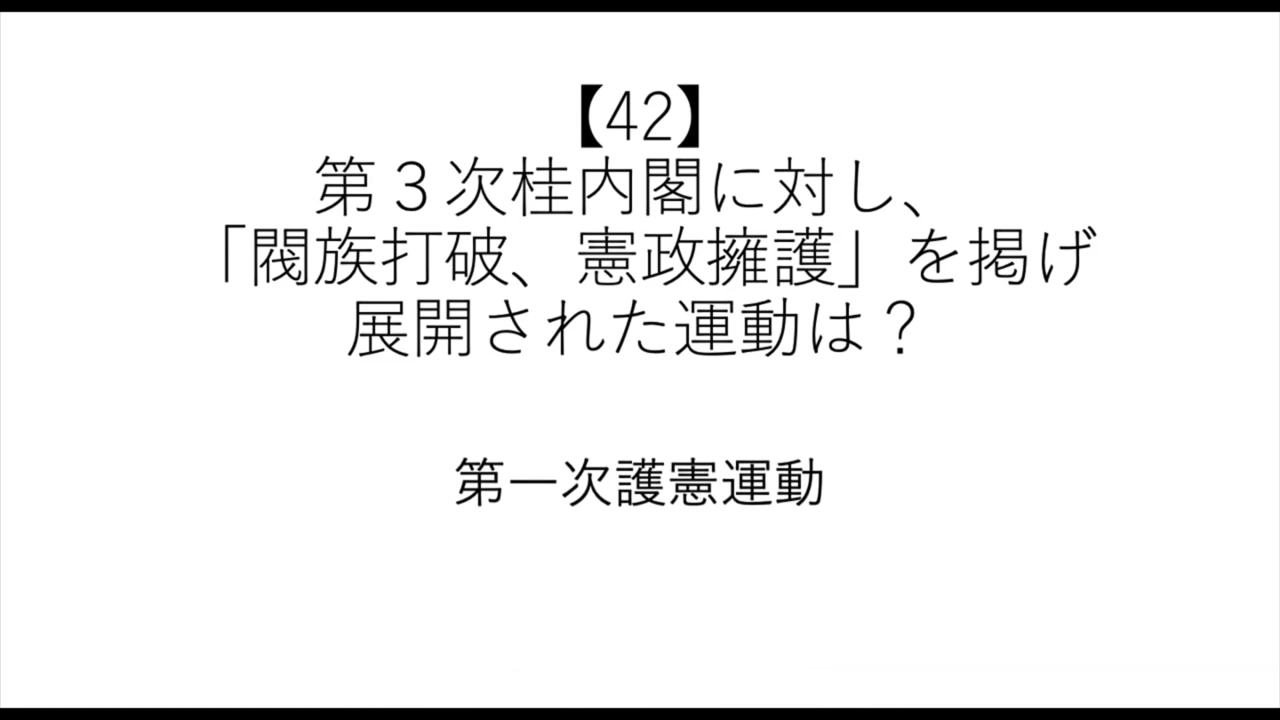 【42】
第３次桂内閣に対し、
「閥族打破、憲政擁護」を掲げ
展開された運動は？
第一次護憲運動